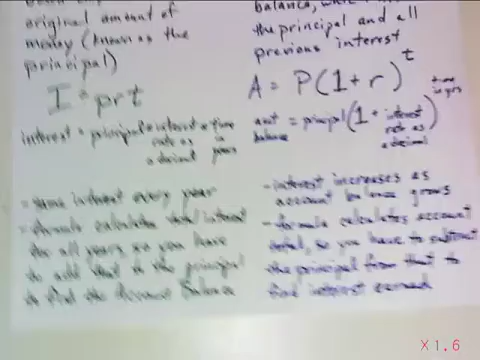 original amount of
money (known as the
principal)
I = prt
interest = principal • interest rate as a decimal • time in years
- same interest every year
- formula calculates total interest
for all years, so you have
to add that to the principal
to find the account balance
balance, which
the principal and all
previous interest
A = P(1+r)^t
time in yrs
amt = principal(1 + interest rate as a decimal)
balance
- interest increases as
account balance grows
- formula calculates account
total, so you have to subtract
the principal from that to
find interest earned
X1.6